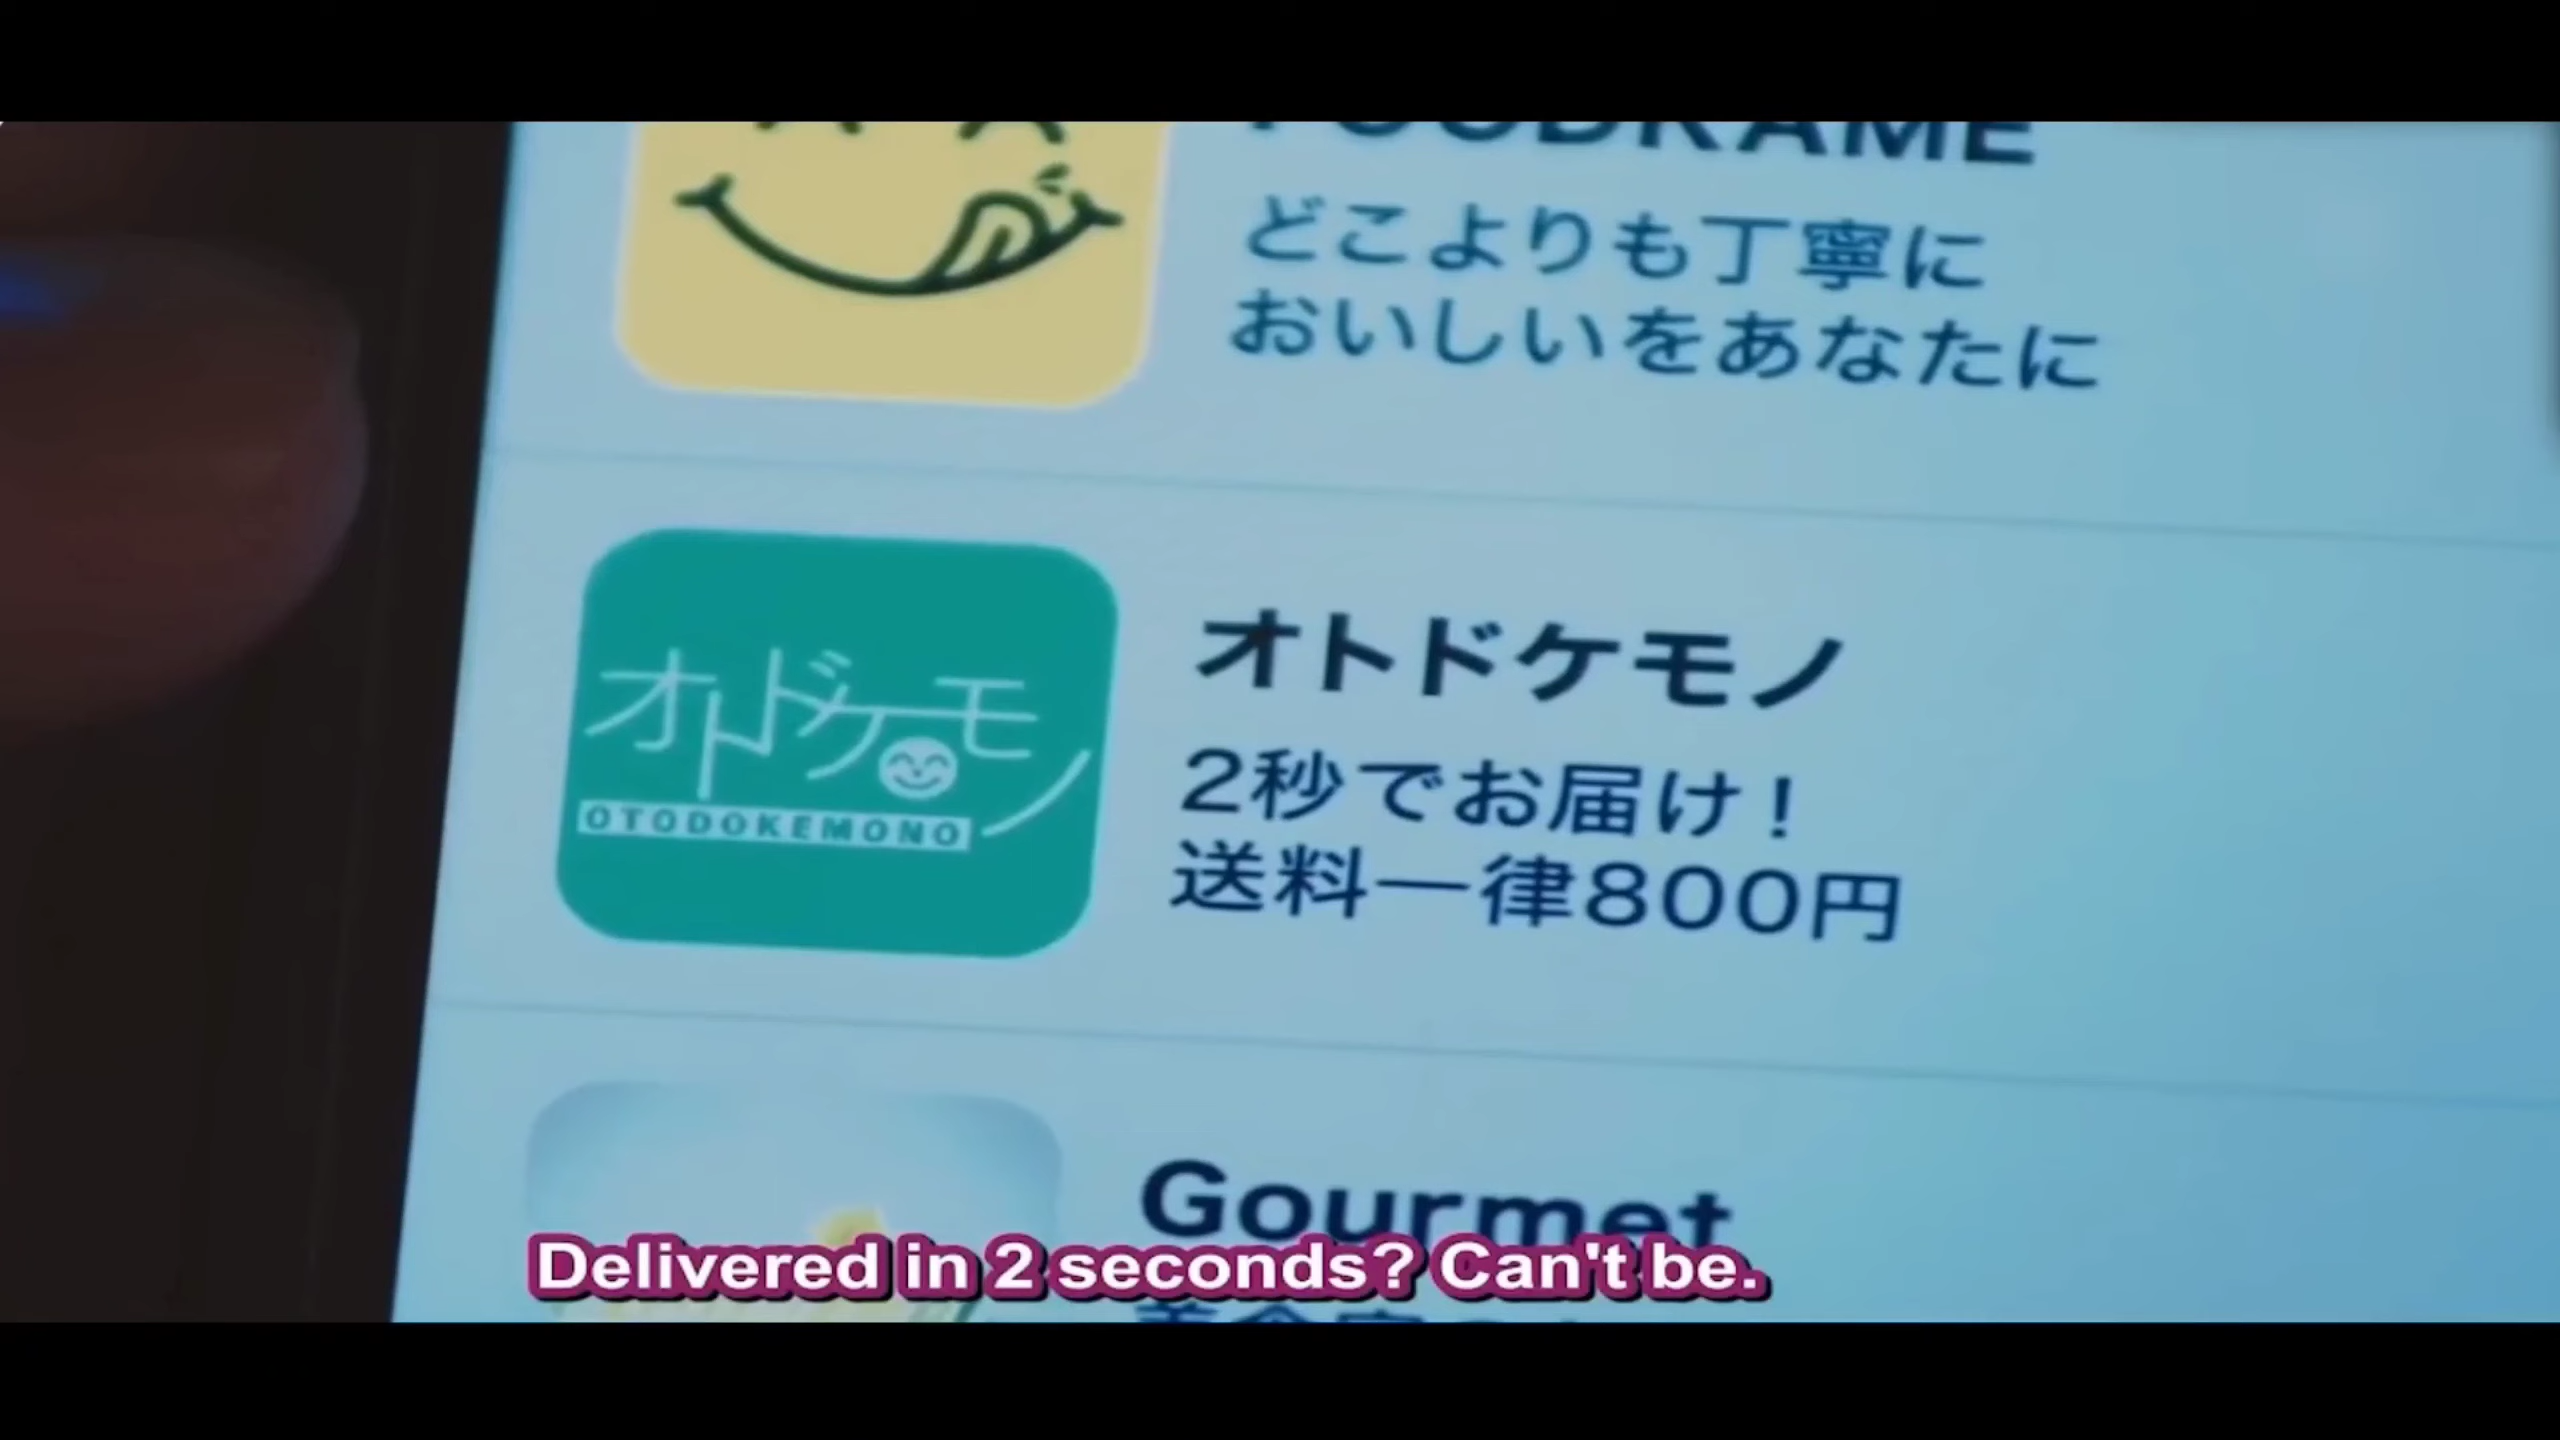 どこよりも丁寧に
おいしいをあなたに
オトドケモノ
OTODOKEMONO
オトドケモノ
2秒でお届け!
送料一律800円
Gourmet
Delivered in 2 seconds? Can't be.